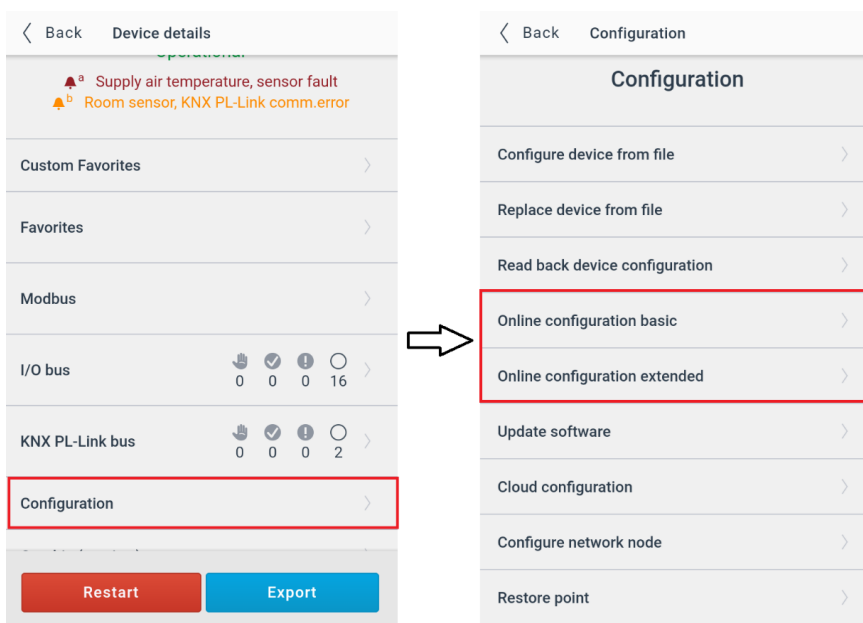 Back Device details
Operational
a Supply air temperature, sensor fault
b Room sensor, KNX PL-Link comm.error
Custom Favorites
Favorites
Modbus
I/O bus
0 0 0 16
KNX PL-Link bus
0 0 0 2
Configuration
Restart Export
Back Configuration
Configuration
Configure device from file
Replace device from file
Read back device configuration
Online configuration basic
Online configuration extended
Update software
Cloud configuration
Configure network node
Restore point